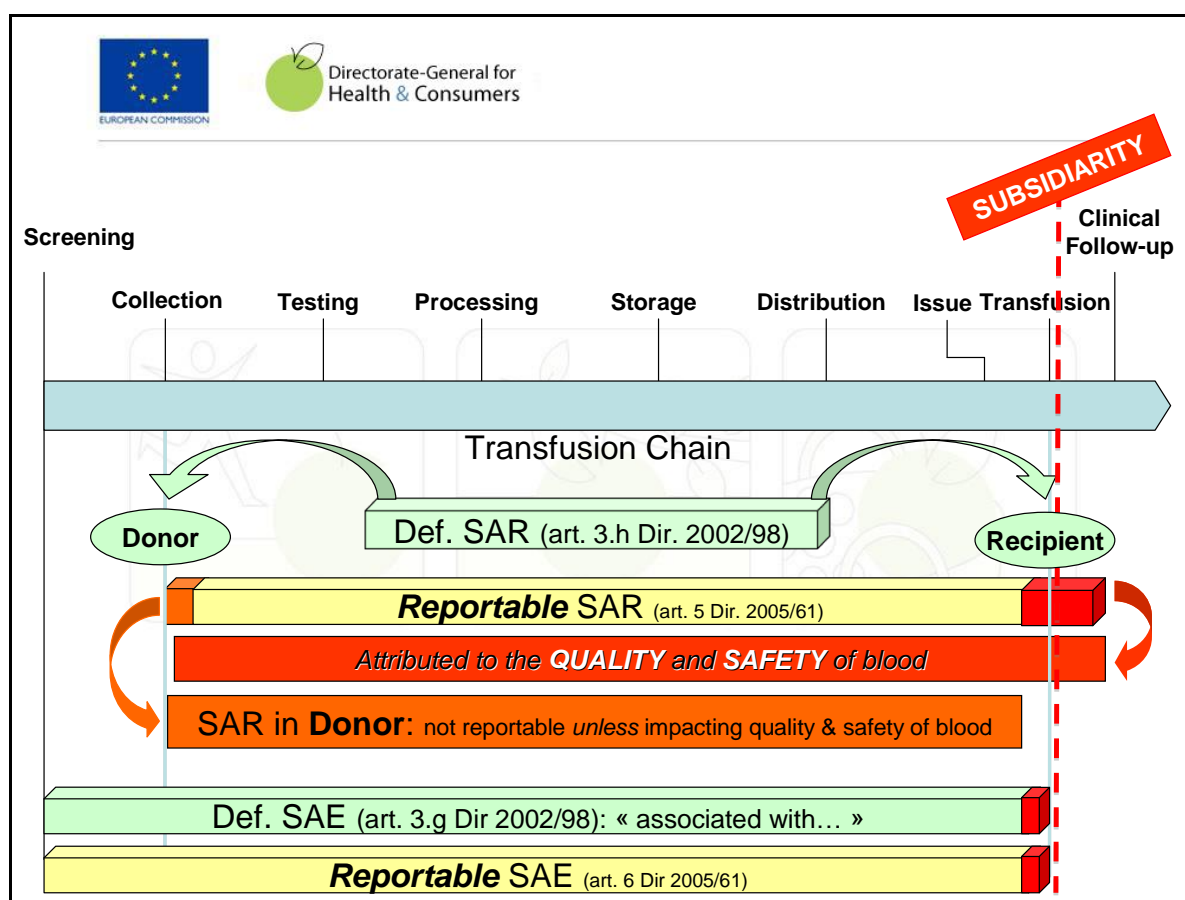 EUROPEAN COMMISSION
Directorate-General for
Health & Consumers
SUBSIDIARITY
Screening
Clinical
Follow-up
Collection
Testing
Processing
Storage
Distribution
Issue
Transfusion
Transfusion Chain
Donor
Def. SAR (art. 3.h Dir. 2002/98)
Recipient
Reportable SAR (art. 5 Dir. 2005/61)
Attributed to the QUALITY and SAFETY of blood
SAR in Donor: not reportable unless impacting quality & safety of blood
Def. SAE (art. 3.g Dir 2002/98): « associated with… »
Reportable SAE (art. 6 Dir 2005/61)